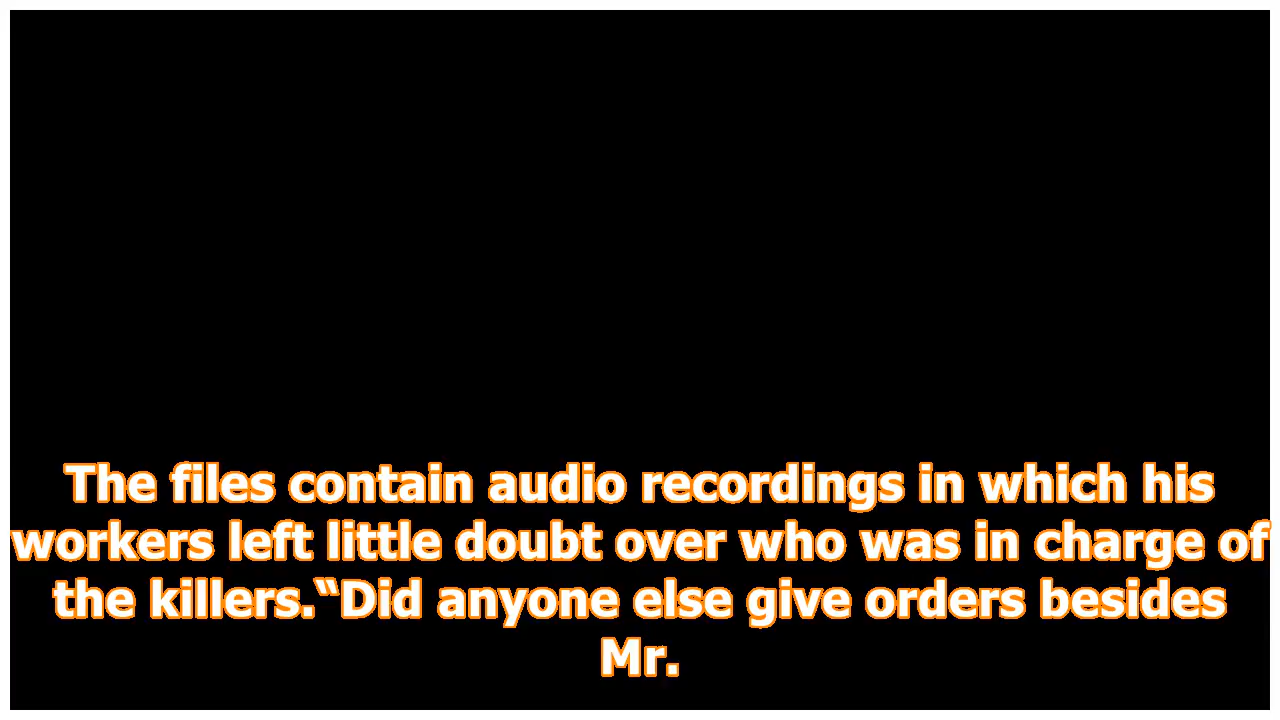 The files contain audio recordings in which his
workers left little doubt over who was in charge of
the killers.“Did anyone else give orders besides
Mr.